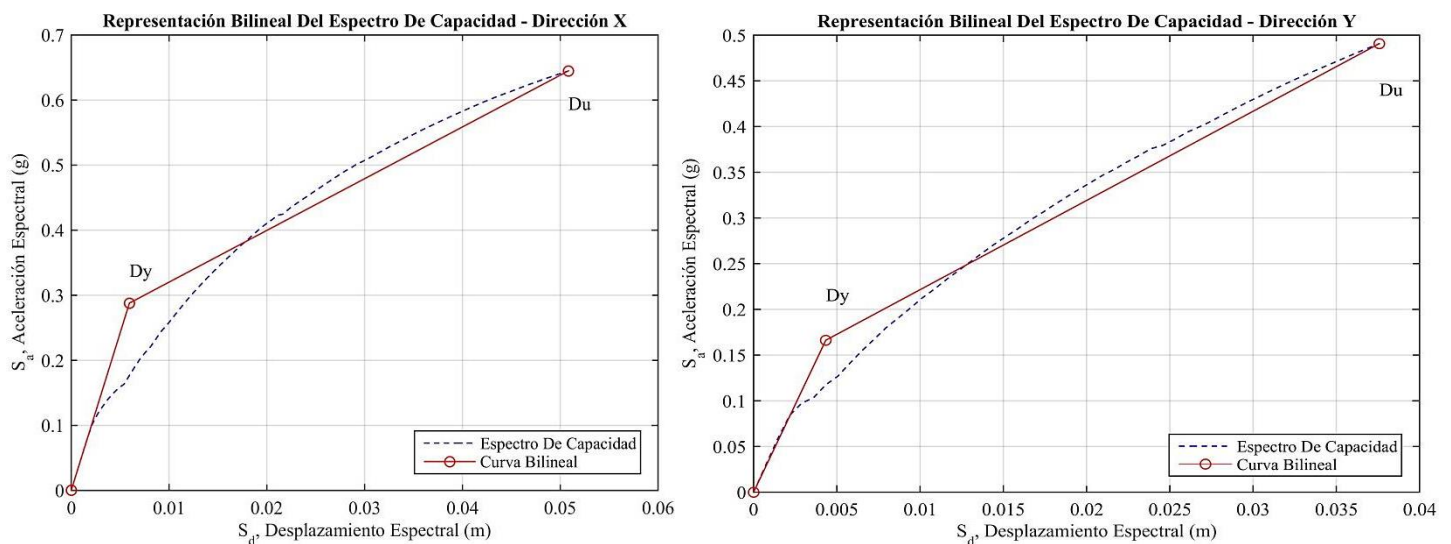 Representación Bilineal Del Espectro De Capacidad - Dirección X
0.7
0.6
0.5
0.4
0.3
0.2
0.1
0
S_a, Aceleración Espectral (g)
Du
Dy
Espectro De Capacidad
Curva Bilineal
0 0.01 0.02 0.03 0.04 0.05 0.06
S_d, Desplazamiento Espectral (m)
Representación Bilineal Del Espectro De Capacidad - Dirección Y
0.5
0.45
0.4
0.35
0.3
0.25
0.2
0.15
0.1
0.05
0
S_a, Aceleración Espectral (g)
Du
Dy
Espectro De Capacidad
Curva Bilineal
0 0.005 0.01 0.015 0.02 0.025 0.03 0.035 0.04
S_d, Desplazamiento Espectral (m)